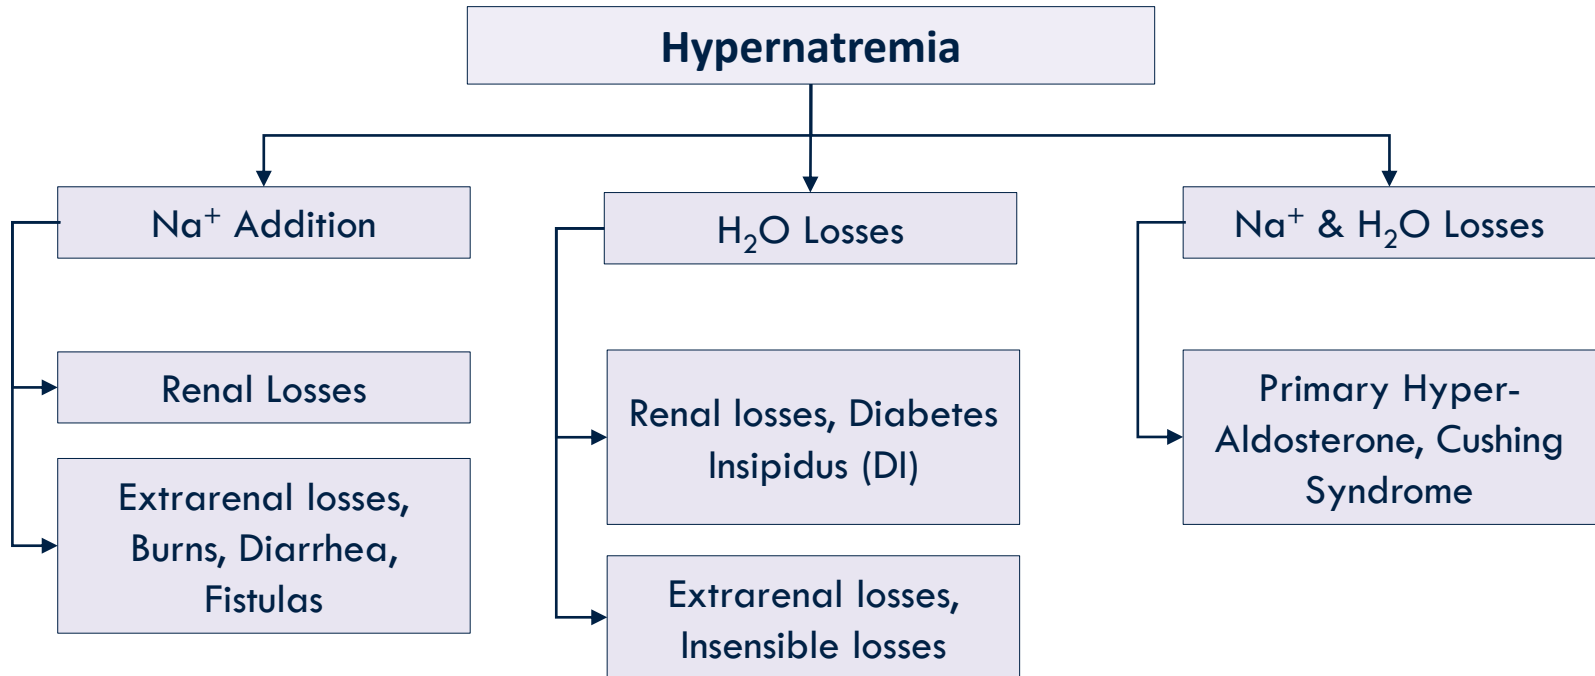 Hypernatremia
Na⁺ Addition
Renal Losses
Extrarenal losses,
Burns, Diarrhea,
Fistulas
H₂O Losses
Renal losses, Diabetes
Insipidus (DI)
Extrarenal losses,
Insensible losses
Na⁺ & H₂O Losses
Primary Hyper-
Aldosterone, Cushing
Syndrome